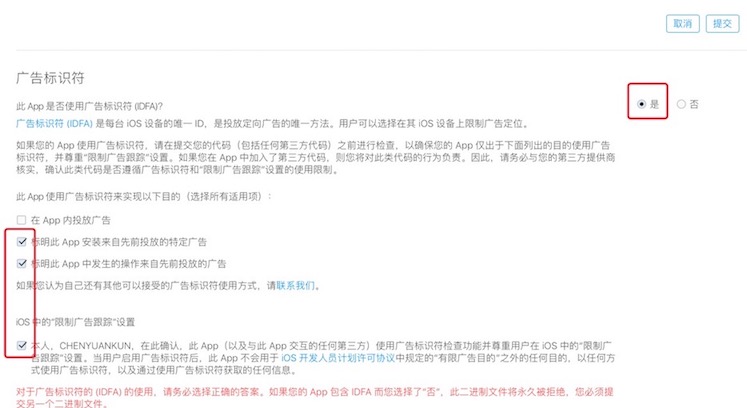 取消 提交
广告标识符
此 App 是否使用广告标识符 (IDFA)?
是 否
广告标识符 (IDFA) 是每台 iOS 设备的唯一 ID，是投放定向广告的唯一方法。用户可以选择在其 iOS 设备上限制广告定位。
如果您的 App 使用广告标识符，请在提交您的代码（包括任何第三方代码）之前进行检查，以确保您的 App 仅出于下面列出的目的使用广告
标识符，并尊重“限制广告跟踪”设置。如果您在 App 中加入了第三方代码，则您将对此类代码的行为负责。因此，请务必与您的第三方提供商
核实，确认此类代码是否遵循广告标识符和“限制广告跟踪”设置的使用限制。
此 App 使用广告标识符来实现以下目的（选择所有适用项）：
在 App 内投放广告
标明此 App 安装来自先前投放的特定广告
标明此 App 中发生的操作来自先前投放的广告
如果您认为自己还有其他可以接受的广告标识符使用方式，请联系我们。
iOS 中的“限制广告跟踪”设置
本人，CHENYUANKUN，在此确认，此 App（以及与此 App 交互的任何第三方）使用广告标识符检查功能并尊重用户在 iOS 中的“限制广
告跟踪”设置。当用户启用广告标识符后，此 App 不会用于 iOS 开发人员计划许可协议中规定的“有限广告目的”之外的任何目的，以任何方
式使用广告标识符，以及通过使用广告标识符获取的任何信息。
对于广告标识符的 (IDFA) 的使用，请务必选择正确的答案。如果您的 App 包含 IDFA 而您选择了“否”，此二进制文件将永久被拒绝，您必须提
交另一个二进制文件。